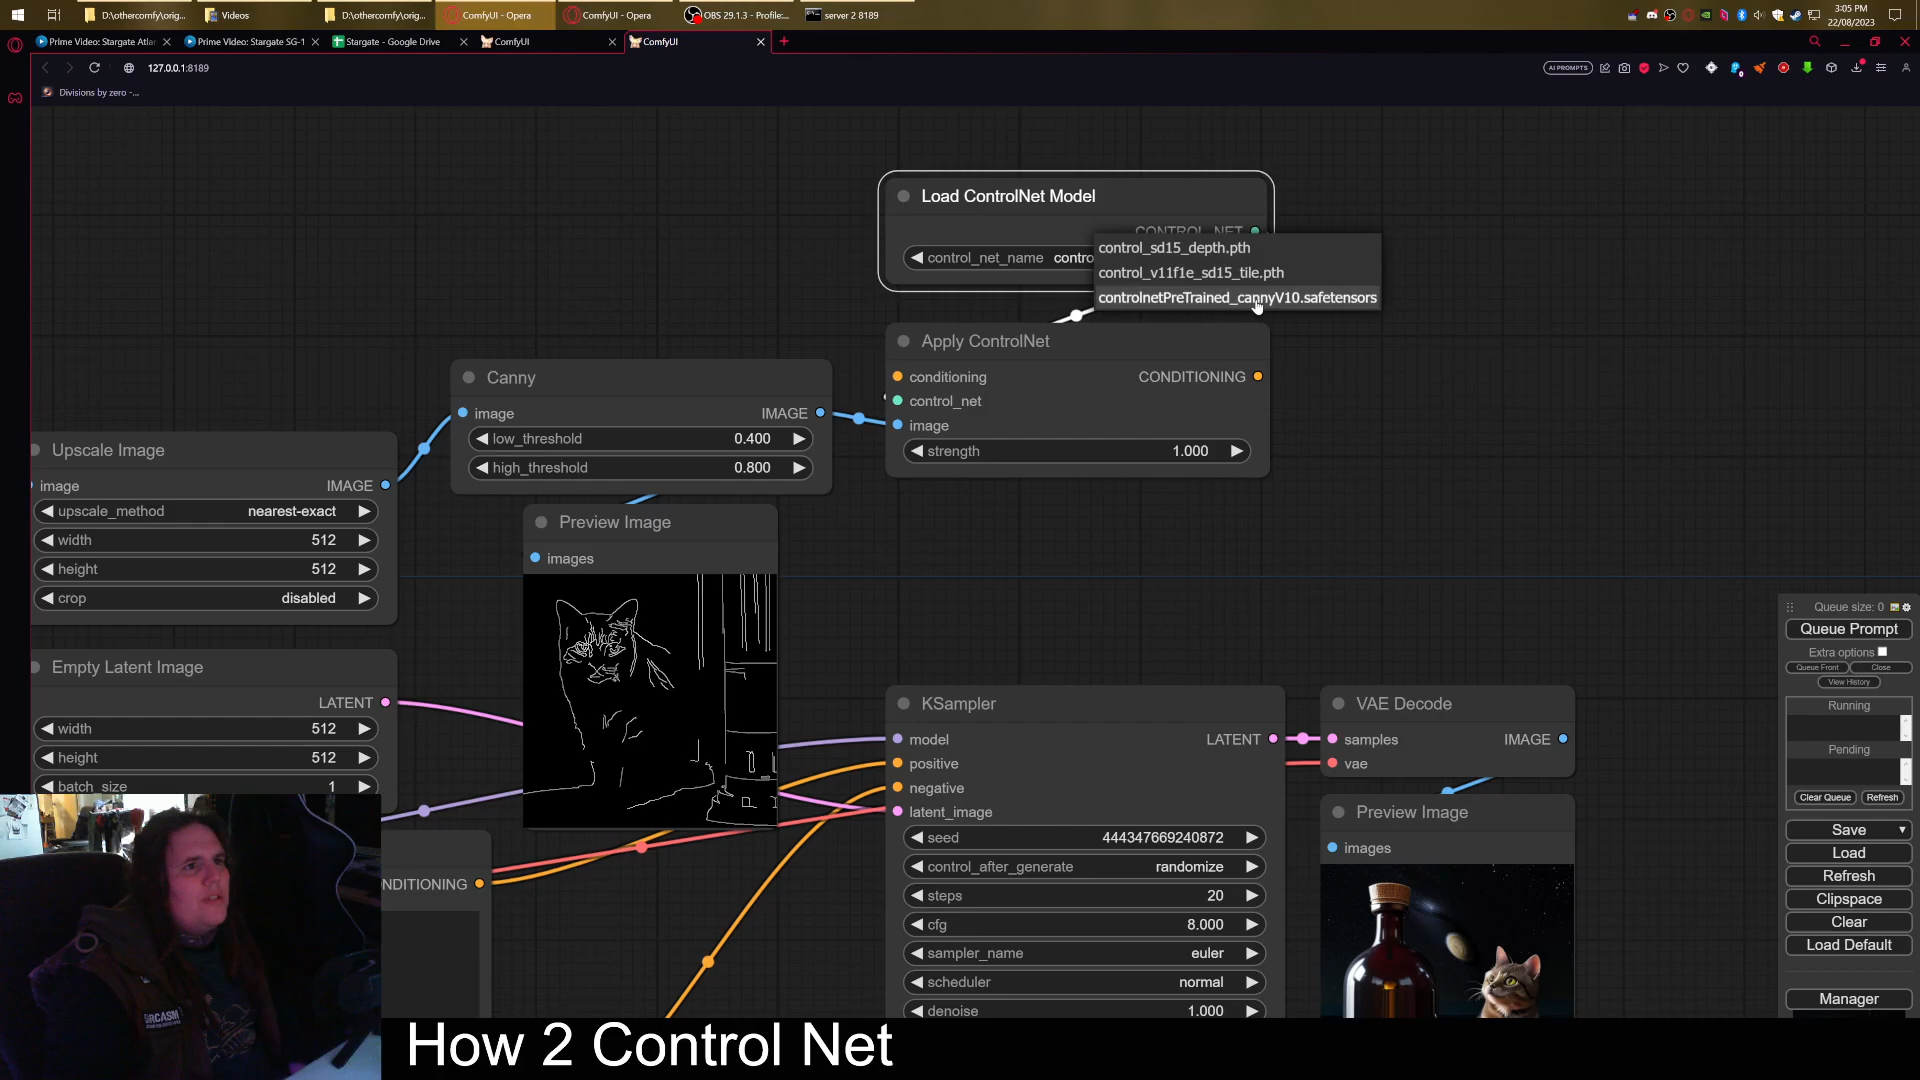 D:\othercomfy\orig...
Videos
D:\othercomfy\orig...
ComfyUI - Opera
ComfyUI - Opera
OBS 29.1.3 - Profile:...
server 2 8189
3:05 PM
22/08/2023
Prime Video: Stargate Atla
Prime Video: Stargate SG-1
Stargate - Google Drive
ComfyUI
ComfyUI
127.0.0.1:8189
AI PROMPTS
Divisions by zero -...
Load ControlNet Model
CONTROL_NET
control_net_name contro
control_sd15_depth.pth
control_v11f1e_sd15_tile.pth
controlnetPreTrained_cannyV10.safetensors
Apply ControlNet
conditioning CONDITIONING
control_net
image
strength 1.000
Canny
image IMAGE
low_threshold 0.400
high_threshold 0.800
Upscale Image
image IMAGE
upscale_method nearest-exact
width 512
height 512
crop disabled
Preview Image
images
Empty Latent Image
LATENT
width 512
height 512
batch_size 1
NDITIONING
KSampler
model LATENT
positive
negative
latent_image
seed 444347669240872
control_after_generate randomize
steps 20
cfg 8.000
sampler_name euler
scheduler normal
denoise 1.000
VAE Decode
samples IMAGE
vae
Preview Image
images
Queue size: 0
Queue Prompt
Extra options
Queue Front Close
View History
Running
Pending
Clear Queue Refresh
Save
Load
Refresh
Clipspace
Clear
Load Default
Manager
SARCASM
How 2 Control Net